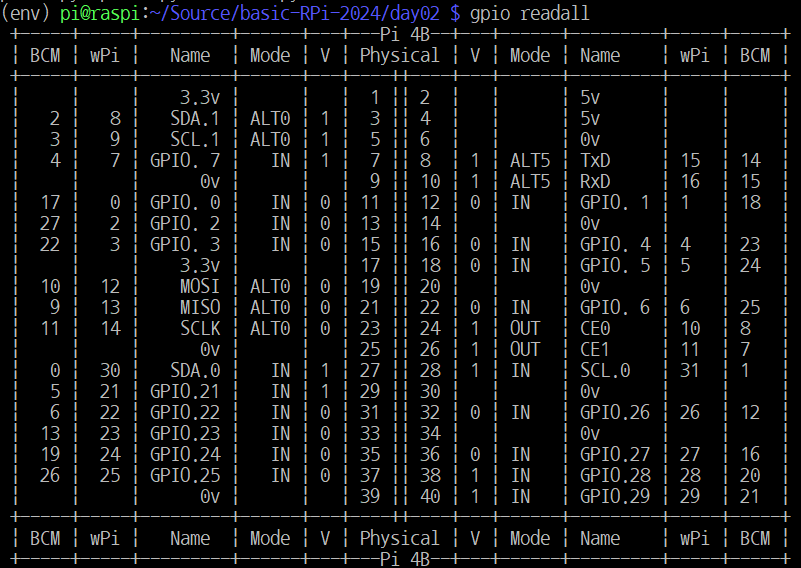 (env) pi@raspi:~/Source/basic-RPi-2024/day02 $ gpio readall
+-----+-----+---------+------+---+---Pi 4B--+---+------+---------+-----+-----+
| BCM | wPi |   Name  | Mode | V | Physical | V | Mode | Name    | wPi | BCM |
+-----+-----+---------+------+---+----++----+---+------+---------+-----+-----+
|     |     |    3.3v |      |   |  1 || 2  |   |      | 5v      |     |     |
|   2 |   8 |   SDA.1 | ALT0 | 1 |  3 || 4  |   |      | 5v      |     |     |
|   3 |   9 |   SCL.1 | ALT0 | 1 |  5 || 6  |   |      | 0v      |     |     |
|   4 |   7 | GPIO. 7 |   IN | 1 |  7 || 8  | 1 | ALT5 | TxD     | 15  | 14  |
|     |     |      0v |      |   |  9 || 10 | 1 | ALT5 | RxD     | 16  | 15  |
|  17 |   0 | GPIO. 0 |   IN | 0 | 11 || 12 | 0 | IN   | GPIO. 1 | 1   | 18  |
|  27 |   2 | GPIO. 2 |   IN | 0 | 13 || 14 |   |      | 0v      |     |     |
|  22 |   3 | GPIO. 3 |   IN | 0 | 15 || 16 | 0 | IN   | GPIO. 4 | 4   | 23  |
|     |     |    3.3v |      |   | 17 || 18 | 0 | IN   | GPIO. 5 | 5   | 24  |
|  10 |  12 |    MOSI | ALT0 | 0 | 19 || 20 |   |      | 0v      |     |     |
|   9 |  13 |    MISO | ALT0 | 0 | 21 || 22 | 0 | IN   | GPIO. 6 | 6   | 25  |
|  11 |  14 |    SCLK | ALT0 | 0 | 23 || 24 | 1 | OUT  | CE0     | 10  | 8   |
|     |     |      0v |      |   | 25 || 26 | 1 | OUT  | CE1     | 11  | 7   |
|   0 |  30 |   SDA.0 |   IN | 1 | 27 || 28 | 1 | IN   | SCL.0   | 31  | 1   |
|   5 |  21 | GPIO.21 |   IN | 1 | 29 || 30 |   |      | 0v      |     |     |
|   6 |  22 | GPIO.22 |   IN | 0 | 31 || 32 | 0 | IN   | GPIO.26 | 26  | 12  |
|  13 |  23 | GPIO.23 |   IN | 0 | 33 || 34 |   |      | 0v      |     |     |
|  19 |  24 | GPIO.24 |   IN | 0 | 35 || 36 | 0 | IN   | GPIO.27 | 27  | 16  |
|  26 |  25 | GPIO.25 |   IN | 0 | 37 || 38 | 1 | IN   | GPIO.28 | 28  | 20  |
|     |     |      0v |      |   | 39 || 40 | 1 | IN   | GPIO.29 | 29  | 21  |
+-----+-----+---------+------+---+----++----+---+------+---------+-----+-----+
| BCM | wPi |   Name  | Mode | V | Physical | V | Mode | Name    | wPi | BCM |
+-----+-----+---------+------+---+---Pi 4B--+---+------+---------+-----+-----+